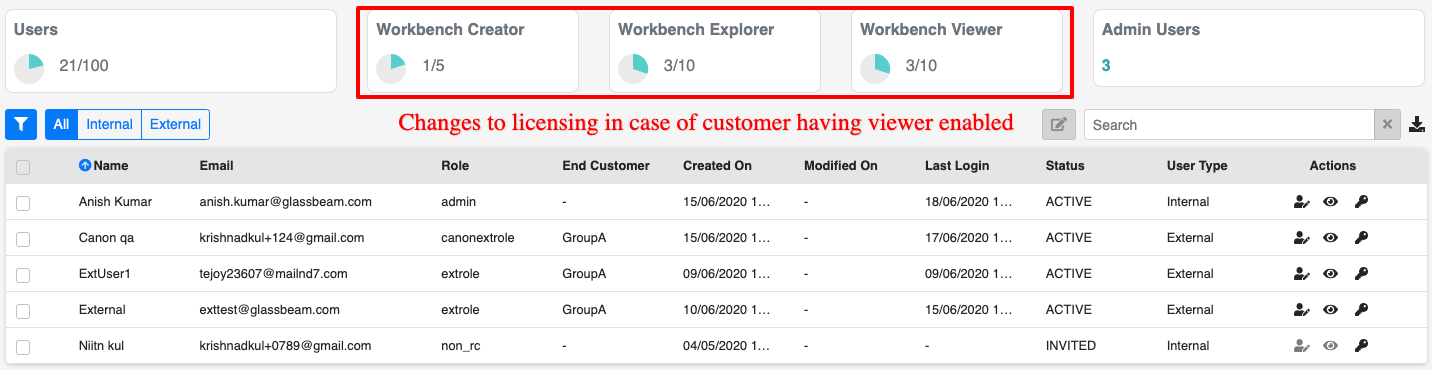 Users
Workbench Creator
Workbench Explorer
Workbench Viewer
Admin Users
21/100
1/5
3/10
3/10
3
All
Internal
External
Changes to licensing in case of customer having viewer enabled
Search
Name Email Role End Customer Created On Modified On Last Login Status User Type Actions
Anish Kumar anish.kumar@glassbeam.com admin - 15/06/2020 1... - 18/06/2020 1... ACTIVE Internal
Canon qa krishnadkul+124@gmail.com canonextrole GroupA 15/06/2020 1... - 17/06/2020 1... ACTIVE External
ExtUser1 tejoy23607@mailnd7.com extrole GroupA 09/06/2020 1... - 09/06/2020 1... ACTIVE External
External exttest@glassbeam.com extrole GroupA 10/06/2020 1... - 15/06/2020 1... ACTIVE External
Niitn kul krishnadkul+0789@gmail.com non_rc - 04/05/2020 1... - - INVITED Internal